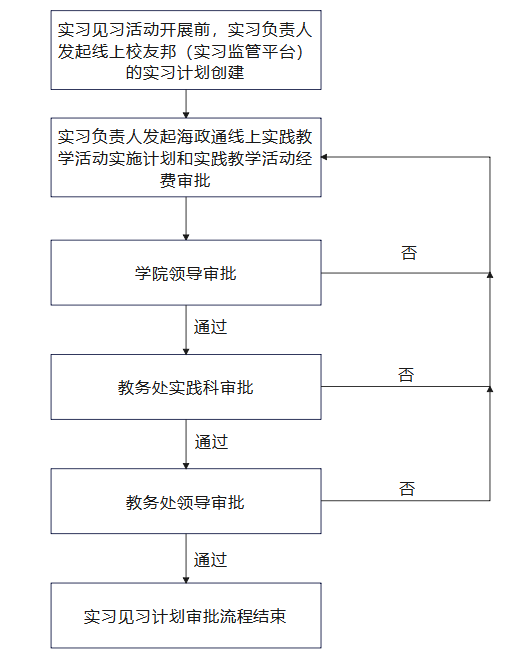 实习见习活动开展前，实习负责人
发起线上校友邦（实习监管平台）
的实习计划创建
实习负责人发起海政通线上实践教
学活动实施计划和实践教学活动经
费审批
否
学院领导审批
通过
否
教务处实践科审批
通过
否
教务处领导审批
通过
实习见习计划审批流程结束